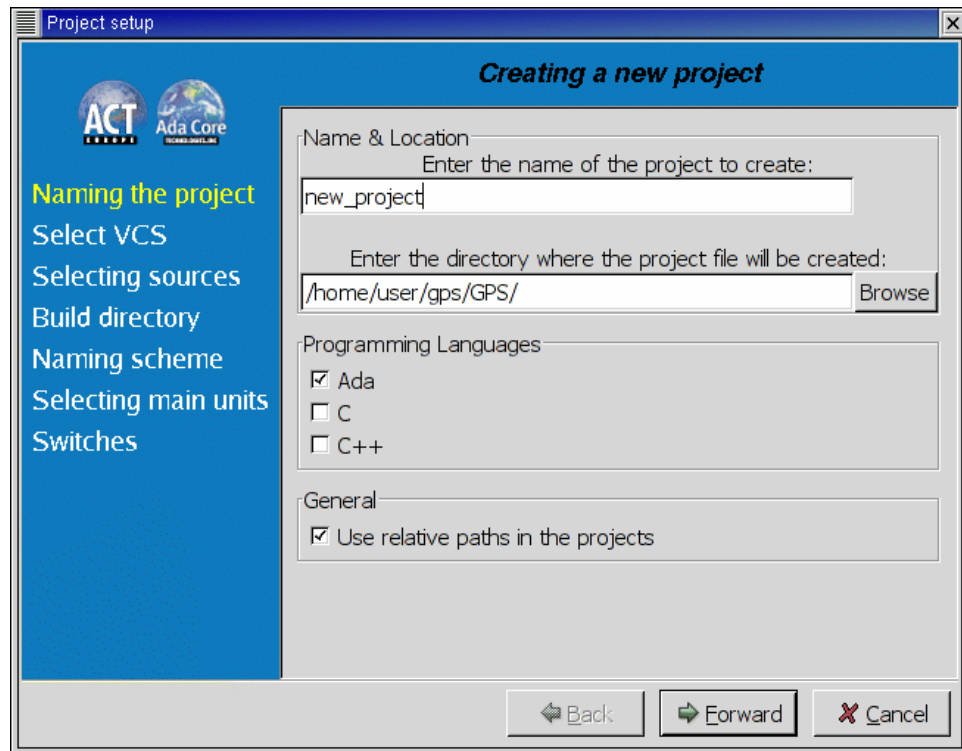 Project setup
Creating a new project
ACT
EUROPE
Ada Core
TECHNOLOGIES, INC
Naming the project
Select VCS
Selecting sources
Build directory
Naming scheme
Selecting main units
Switches
Name & Location
Enter the name of the project to create:
new_project
Enter the directory where the project file will be created:
/home/user/gps/GPS/
Browse
Programming Languages
Ada
C
C++
General
Use relative paths in the projects
Back
Forward
Cancel